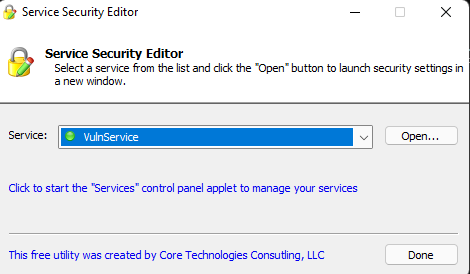 Service Security Editor
Service Security Editor
Select a service from the list and click the "Open" button to launch security settings in
a new window.
Service:
VulnService
Open...
Click to start the "Services" control panel applet to manage your services
This free utility was created by Core Technologies Consutling, LLC
Done